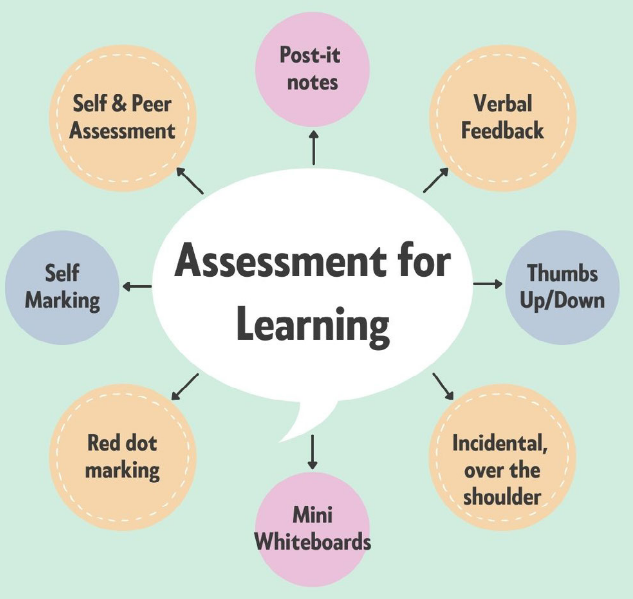 Post-it
notes
Self & Peer
Assessment
Verbal
Feedback
Assessment for
Learning
Self
Marking
Thumbs
Up/Down
Red dot
marking
Incidental,
over the
shoulder
Mini
Whiteboards